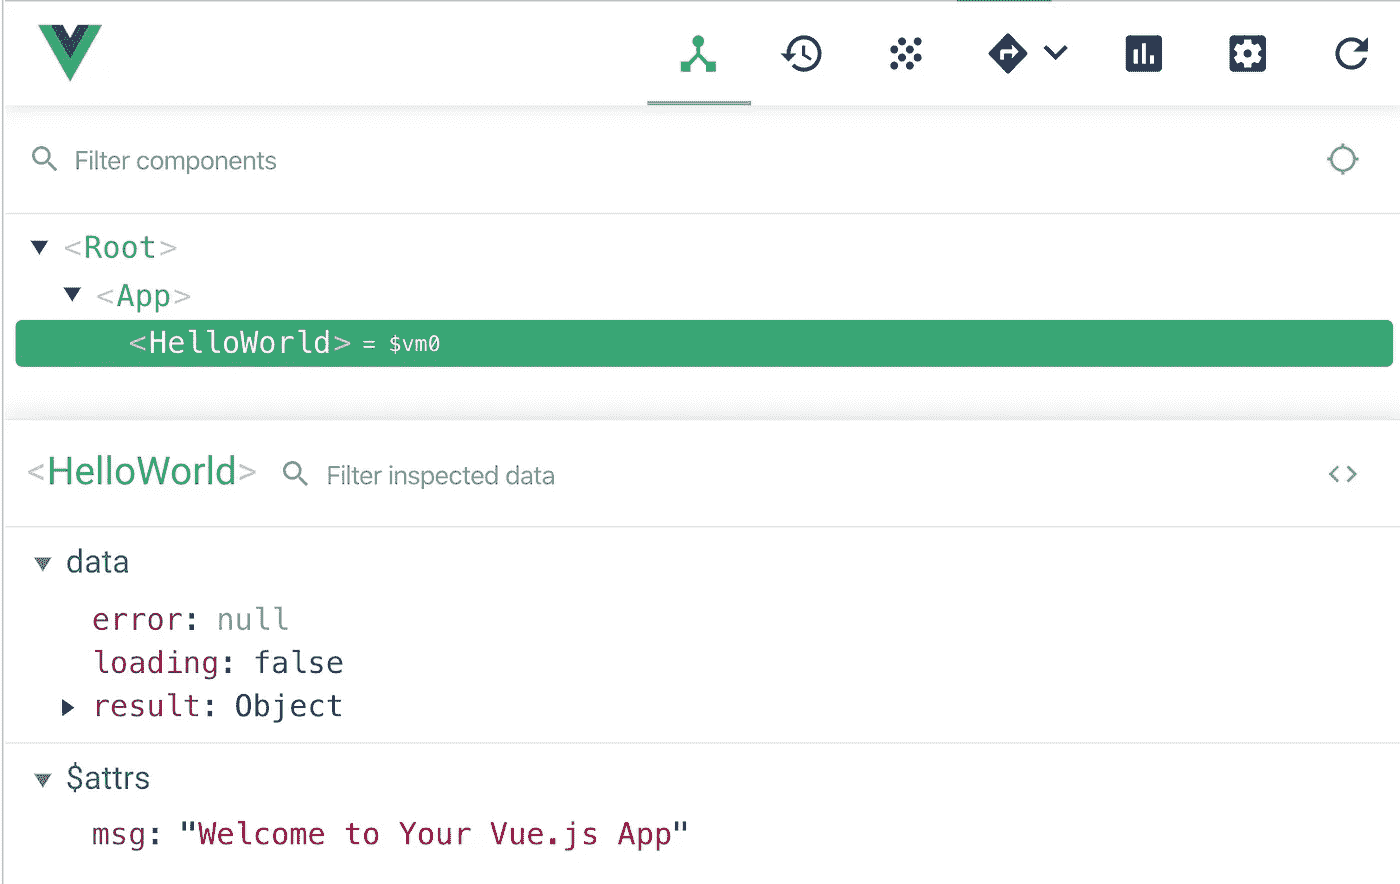 Filter components
<Root>
<App>
<HelloWorld> = $vm0
<HelloWorld> Filter inspected data <>
data
error: null
loading: false
result: Object
$attrs
msg: "Welcome to Your Vue.js App"